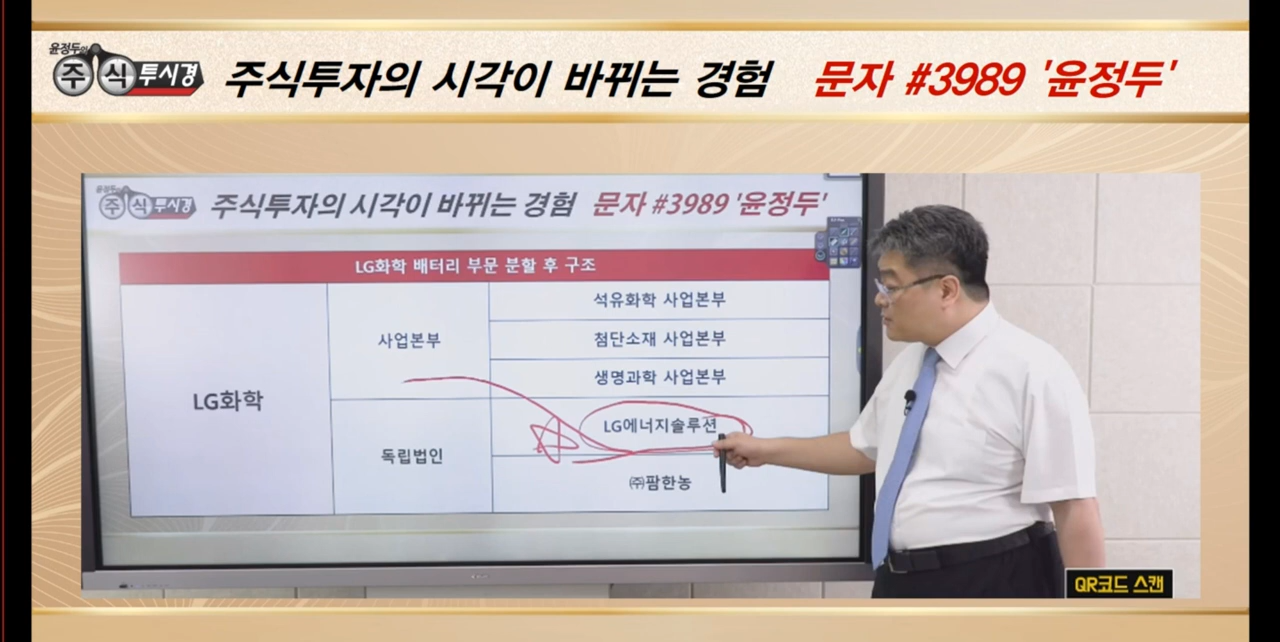 윤정두의
주식투시경
주식투자의 시각이 바뀌는 경험 문자 #3989 '윤정두'
윤정두의
주식투시경
주식투자의 시각이 바뀌는 경험 문자 #3989 '윤정두'
LG화학 배터리 부문 분할 후 구조
LG화학
사업본부
석유화학 사업본부
첨단소재 사업본부
생명과학 사업본부
독립법인
LG에너지솔루션
㈜팜한농
QR코드 스캔